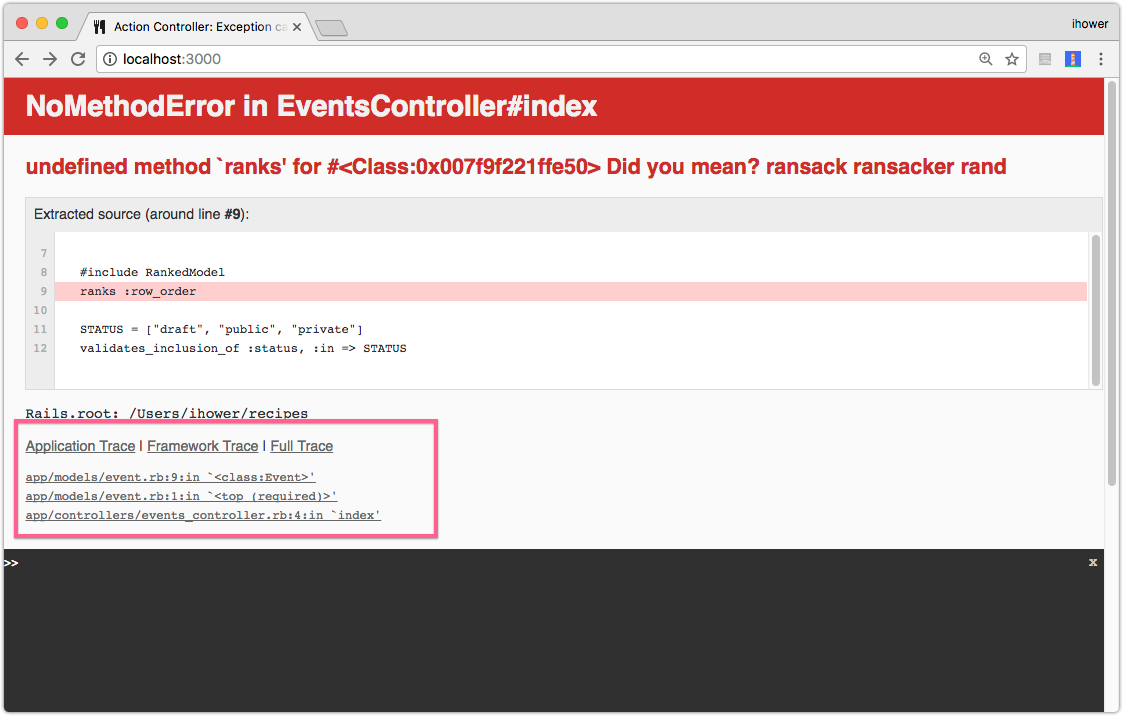 Action Controller: Exception ca
ihower
localhost:3000
NoMethodError in EventsController#index
undefined method `ranks' for #<Class:0x007f9f221ffe50> Did you mean? ransack ransacker rand
Extracted source (around line #9):
7
8 #include RankedModel
9 ranks :row_order
10
11 STATUS = ["draft", "public", "private"]
12 validates_inclusion_of :status, :in => STATUS
Rails.root: /Users/ihower/recipes
Application Trace | Framework Trace | Full Trace
app/models/event.rb:9:in `<class:Event>'
app/models/event.rb:1:in `<top (required)>'
app/controllers/events_controller.rb:4:in `index'
>> x